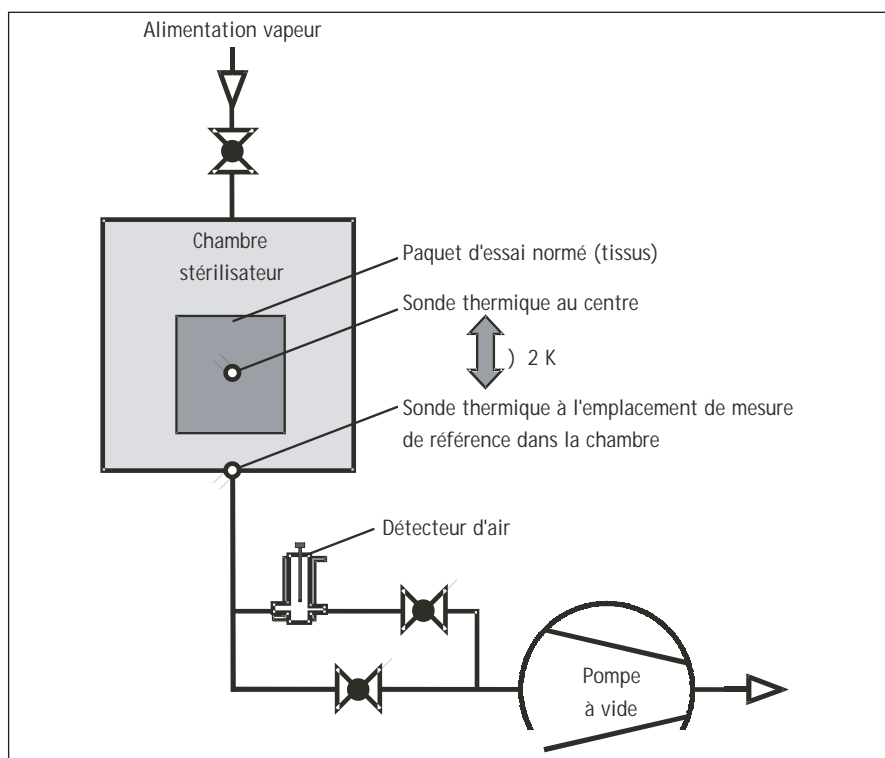 Alimentation vapeur
Chambre
stérilisateur
Paquet d'essai normé (tissus)
Sonde thermique au centre
) 2 K
Sonde thermique à l'emplacement de mesure
de référence dans la chambre
Détecteur d'air
Pompe
à vide